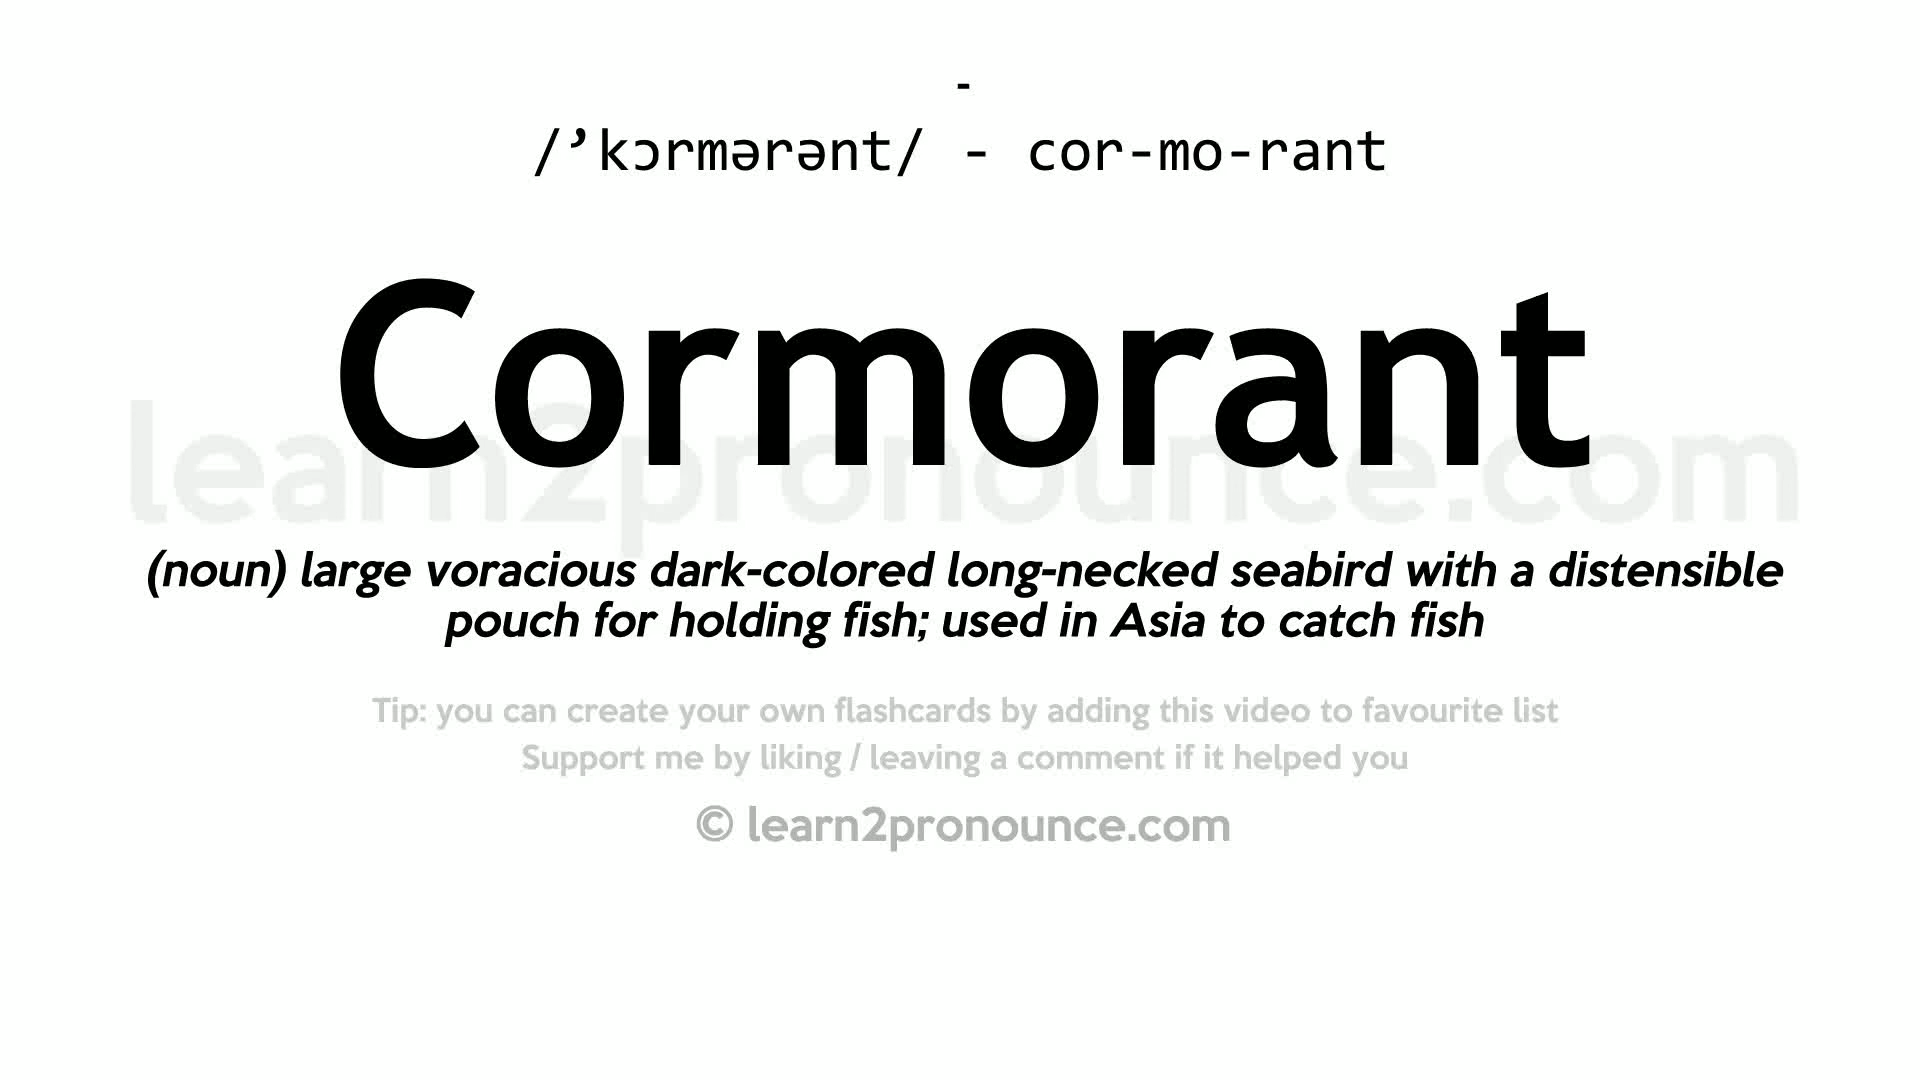 -
/’kɔrmərənt/ - cor-mo-rant
Cormorant
learn2pronounce.com
(noun) large voracious dark-colored long-necked seabird with a distensible
pouch for holding fish; used in Asia to catch fish
Tip: you can create your own flashcards by adding this video to favourite list
Support me by liking / leaving a comment if it helped you
© learn2pronounce.com